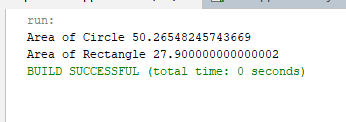 run:
Area of Circle 50.26548245743669
Area of Rectangle 27.900000000000002
BUILD SUCCESSFUL (total time: 0 seconds)